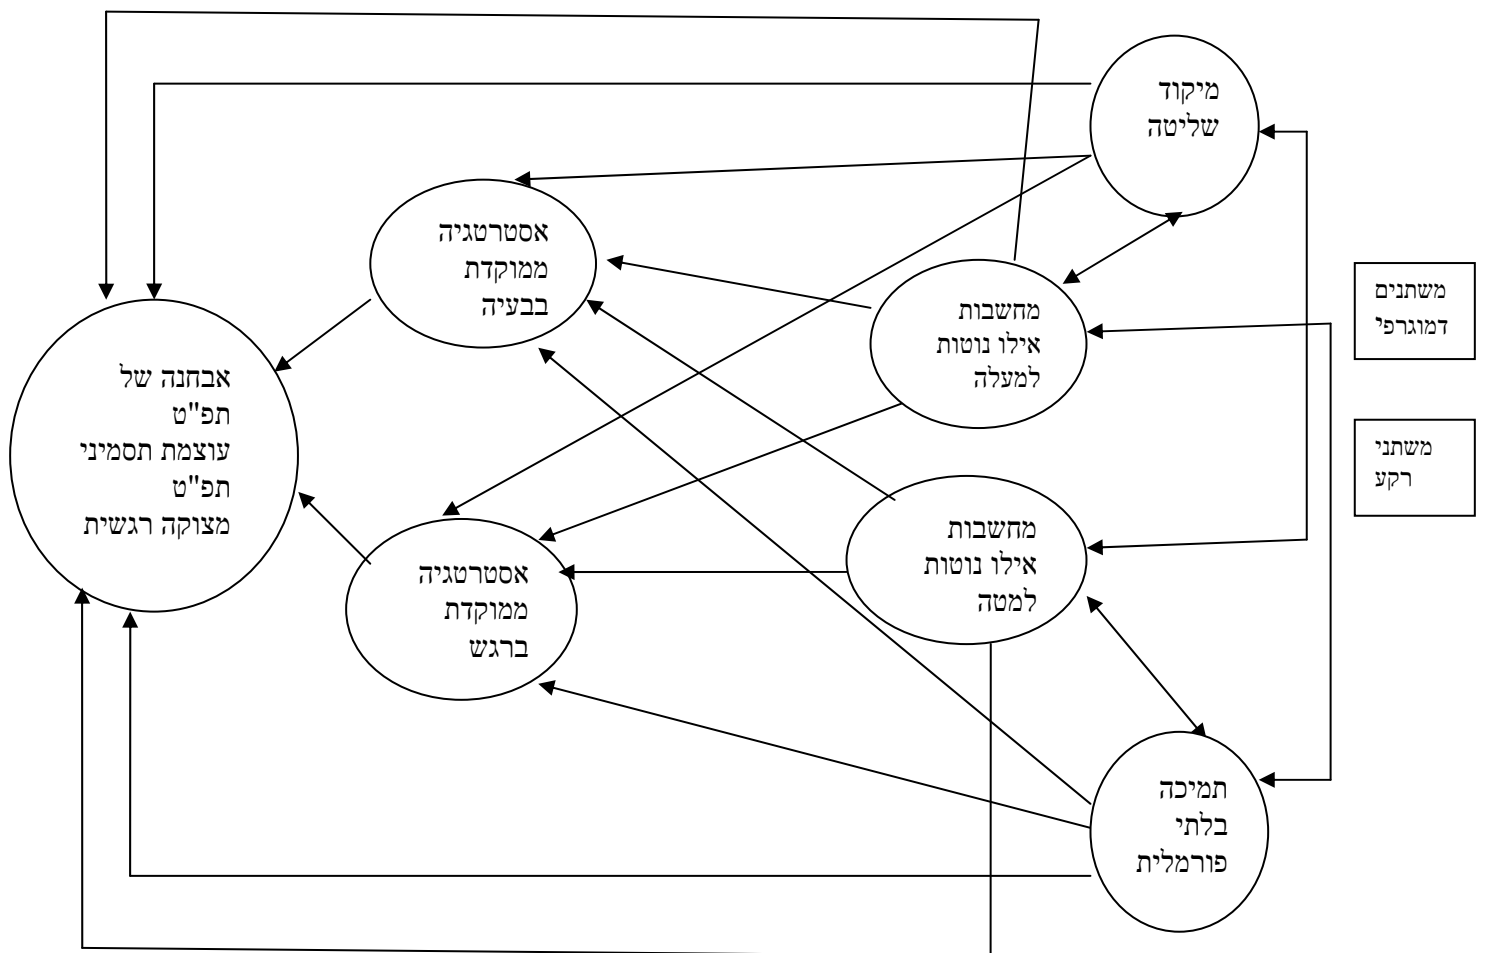 מיקוד
שליטה
אסטרטגיה
ממוקדת
בבעיה
מחשבות
אילו נוטות
למעלה
משתנים
דמוגרפי
אבחנה של
תפ"ט
עוצמת תסמיני
תפ"ט
מצוקה רגשית
משתני
רקע
מחשבות
אילו נוטות
למטה
אסטרטגיה
ממוקדת
ברגש
תמיכה
בלתי
פורמלית